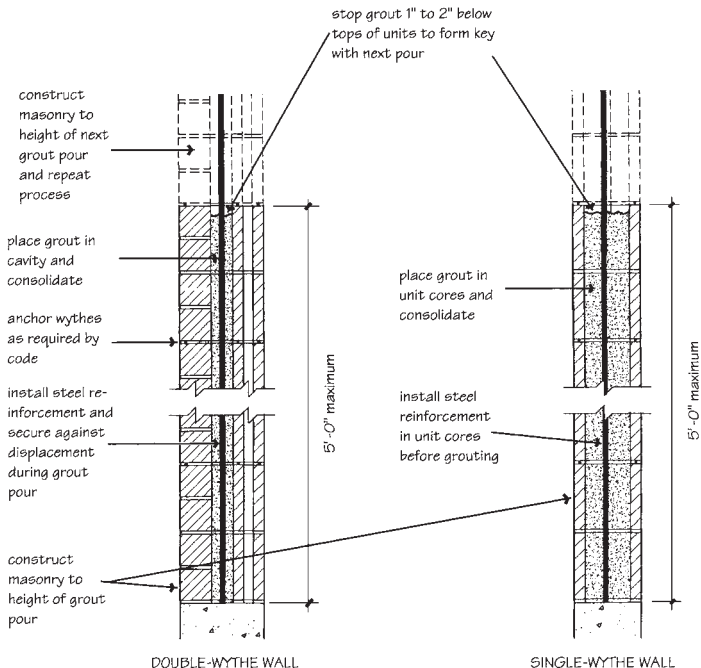 stop grout 1" to 2" below
tops of units to form key
with next pour
construct
masonry to
height of next
grout pour
and repeat
process
place grout in
cavity and
consolidate
anchor wythes
as required by
code
install steel re-
inforcement and
secure against
displacement
during grout
pour
construct
masonry to
height of grout
pour
5'-0" maximum
place grout in
unit cores and
consolidate
install steel
reinforcement
in unit cores
before grouting
5'-0" maximum
DOUBLE-WYTHE WALL
SINGLE-WYTHE WALL